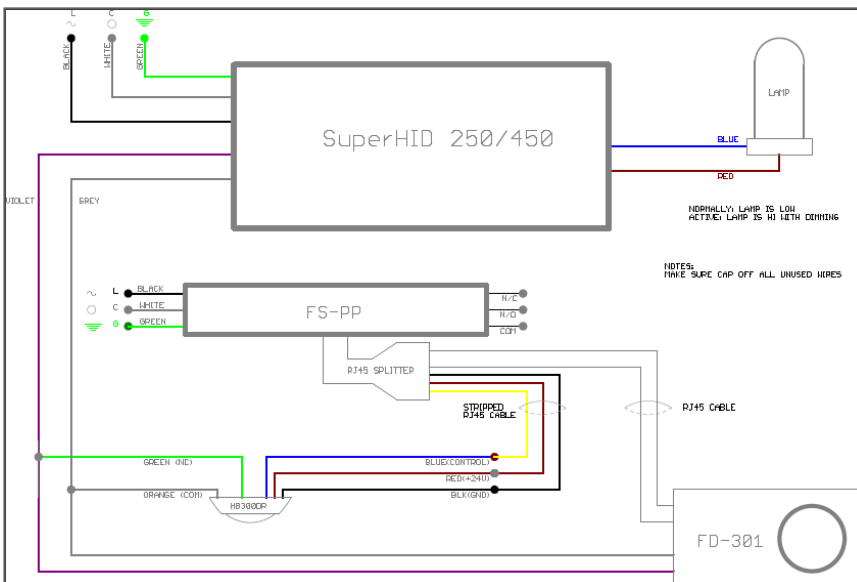 L C G
BLACK
WHITE
GREEN
SuperHID 250/450
LAMP
BLUE
RED
VIOLET
GREY
NORMALLY: LAMP IS LOW
ACTIVE: LAMP IS HI WITH DIMMING
NOTES:
MAKE SURE CAP OFF ALL UNUSED WIRES
L BLACK
C WHITE
G GREEN
FS-PP
N/C
N/O
COM
RJ45 SPLITTER
STRIPPED
RJ45 CABLE
RJ45 CABLE
GREEN (NC)
BLUE(CONTROL)
RED(+24V)
ORANGE (COM)
BLK(GND)
HB300DR
FD-301